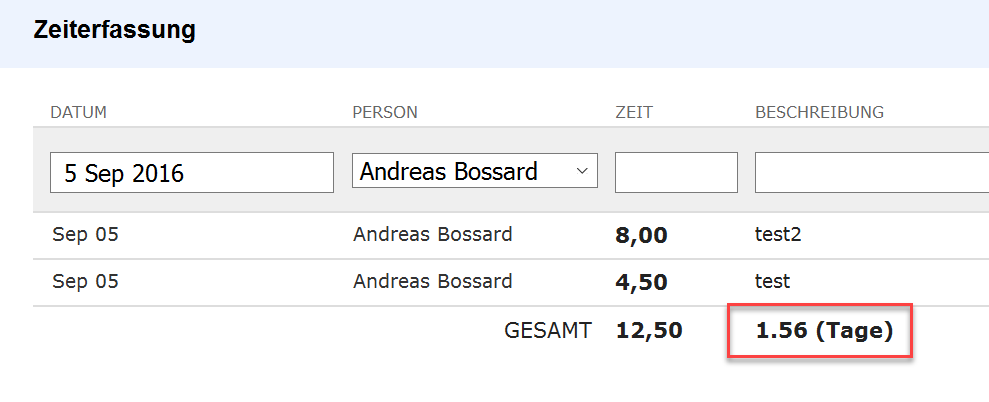 Zeiterfassung
DATUM PERSON ZEIT BESCHREIBUNG
5 Sep 2016 Andreas Bossard
Sep 05 Andreas Bossard 8,00 test2
Sep 05 Andreas Bossard 4,50 test
GESAMT 12,50 1.56 (Tage)